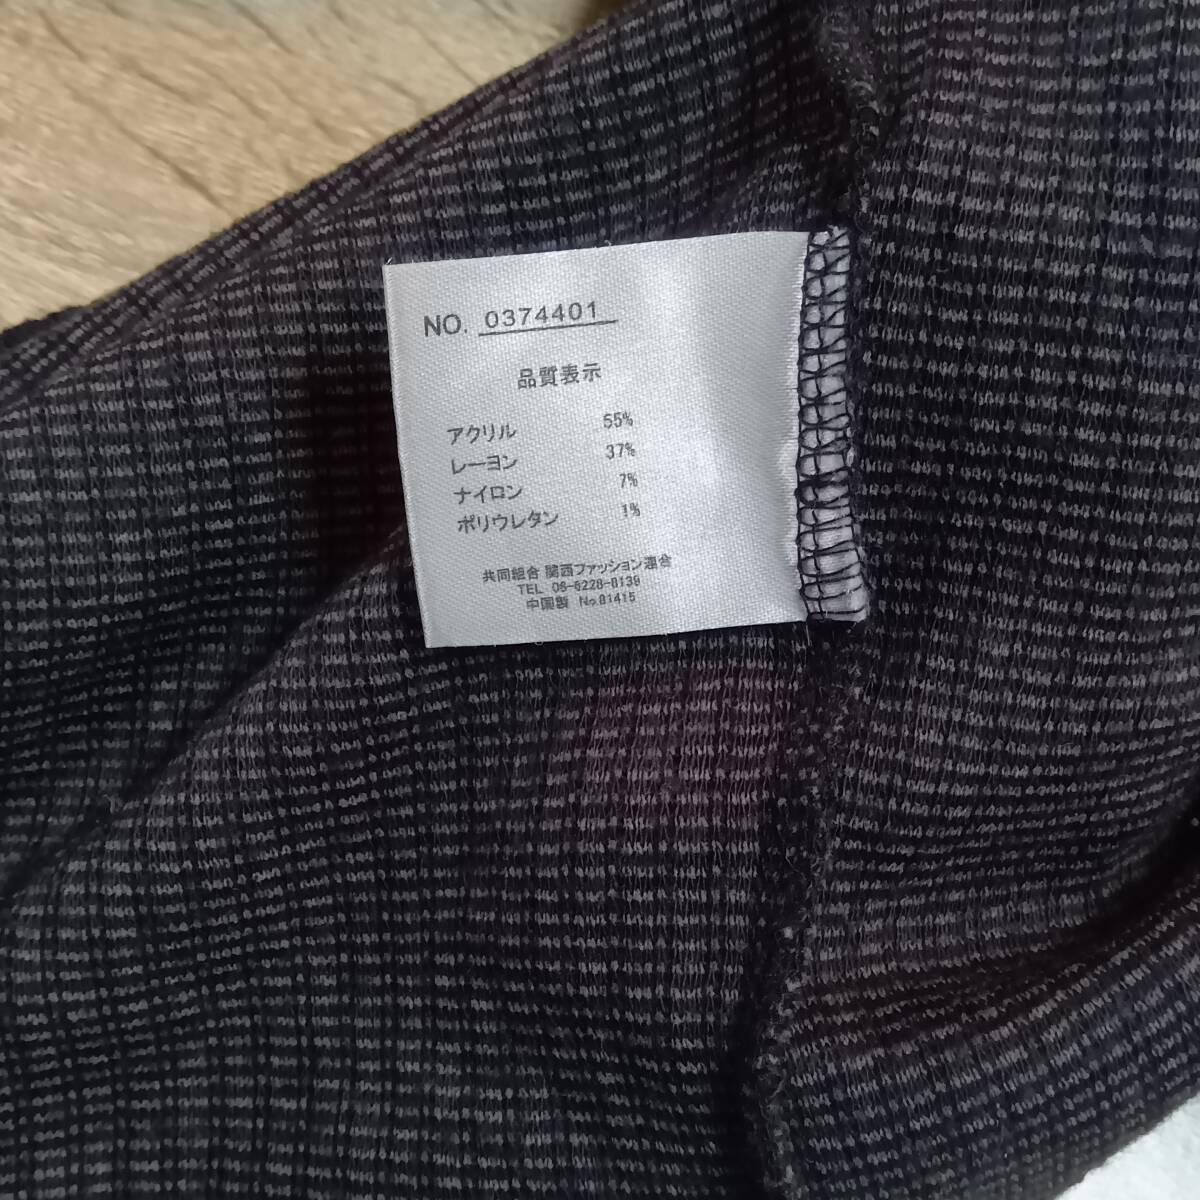 NO. 0374401
品質表示
アクリル 55%
レーヨン 37%
ナイロン 7%
ポリウレタン 1%
共同組合 関西ファッション連合
TEL 06-6228-8139
中国製 No.81415